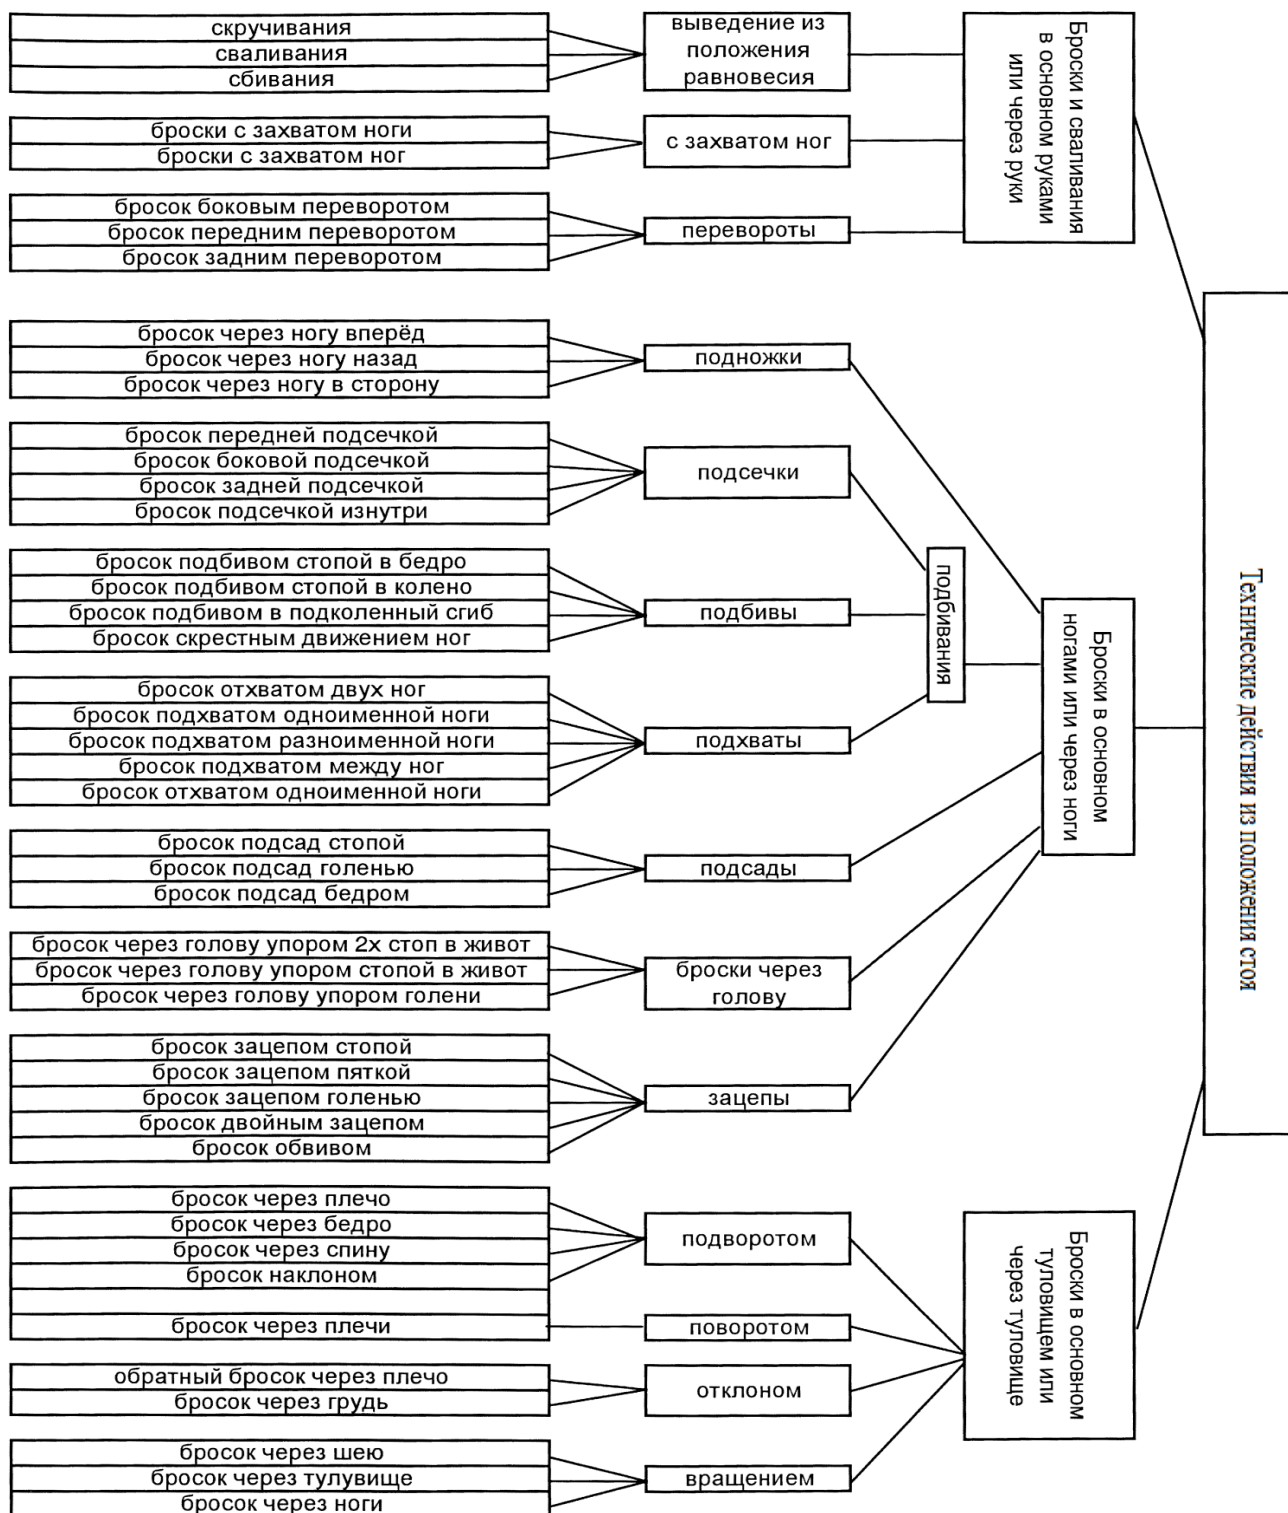 скручивания
сваливания
сбивания
выведение из
положения
равновесия
броски с захватом ноги
броски с захватом ног
с захватом ног
бросок боковым переворотом
бросок передним переворотом
бросок задним переворотом
перевороты
Броски и сваливания
в основном руками
или через руки
бросок через ногу вперёд
бросок через ногу назад
бросок через ногу в сторону
подножки
бросок передней подсечкой
бросок боковой подсечкой
бросок задней подсечкой
бросок подсечкой изнутри
подсечки
бросок подбивом стопой в бедро
бросок подбивом стопой в колено
бросок подбивом в подколенный сгиб
бросок скрестным движением ног
подбивы
бросок отхватом двух ног
бросок подхватом одноименной ноги
бросок подхватом разноименной ноги
бросок подхватом между ног
бросок отхватом одноименной ноги
подхваты
подбивания
бросок подсад стопой
бросок подсад голенью
бросок подсад бедром
подсады
бросок через голову упором 2х стоп в живот
бросок через голову упором стопой в живот
бросок через голову упором голени
броски через
голову
бросок зацепом стопой
бросок зацепом пяткой
бросок зацепом голенью
бросок двойным зацепом
бросок обвивом
зацепы
Броски в основном
ногами или через ноги
бросок через плечо
бросок через бедро
бросок через спину
бросок наклоном
подворотом
бросок через плечи
поворотом
обратный бросок через плечо
бросок через грудь
отклоном
бросок через шею
бросок через тулувище
бросок через ноги
вращением
Броски в основном
туловищем или
через туловище
Технические действия из положения стоя